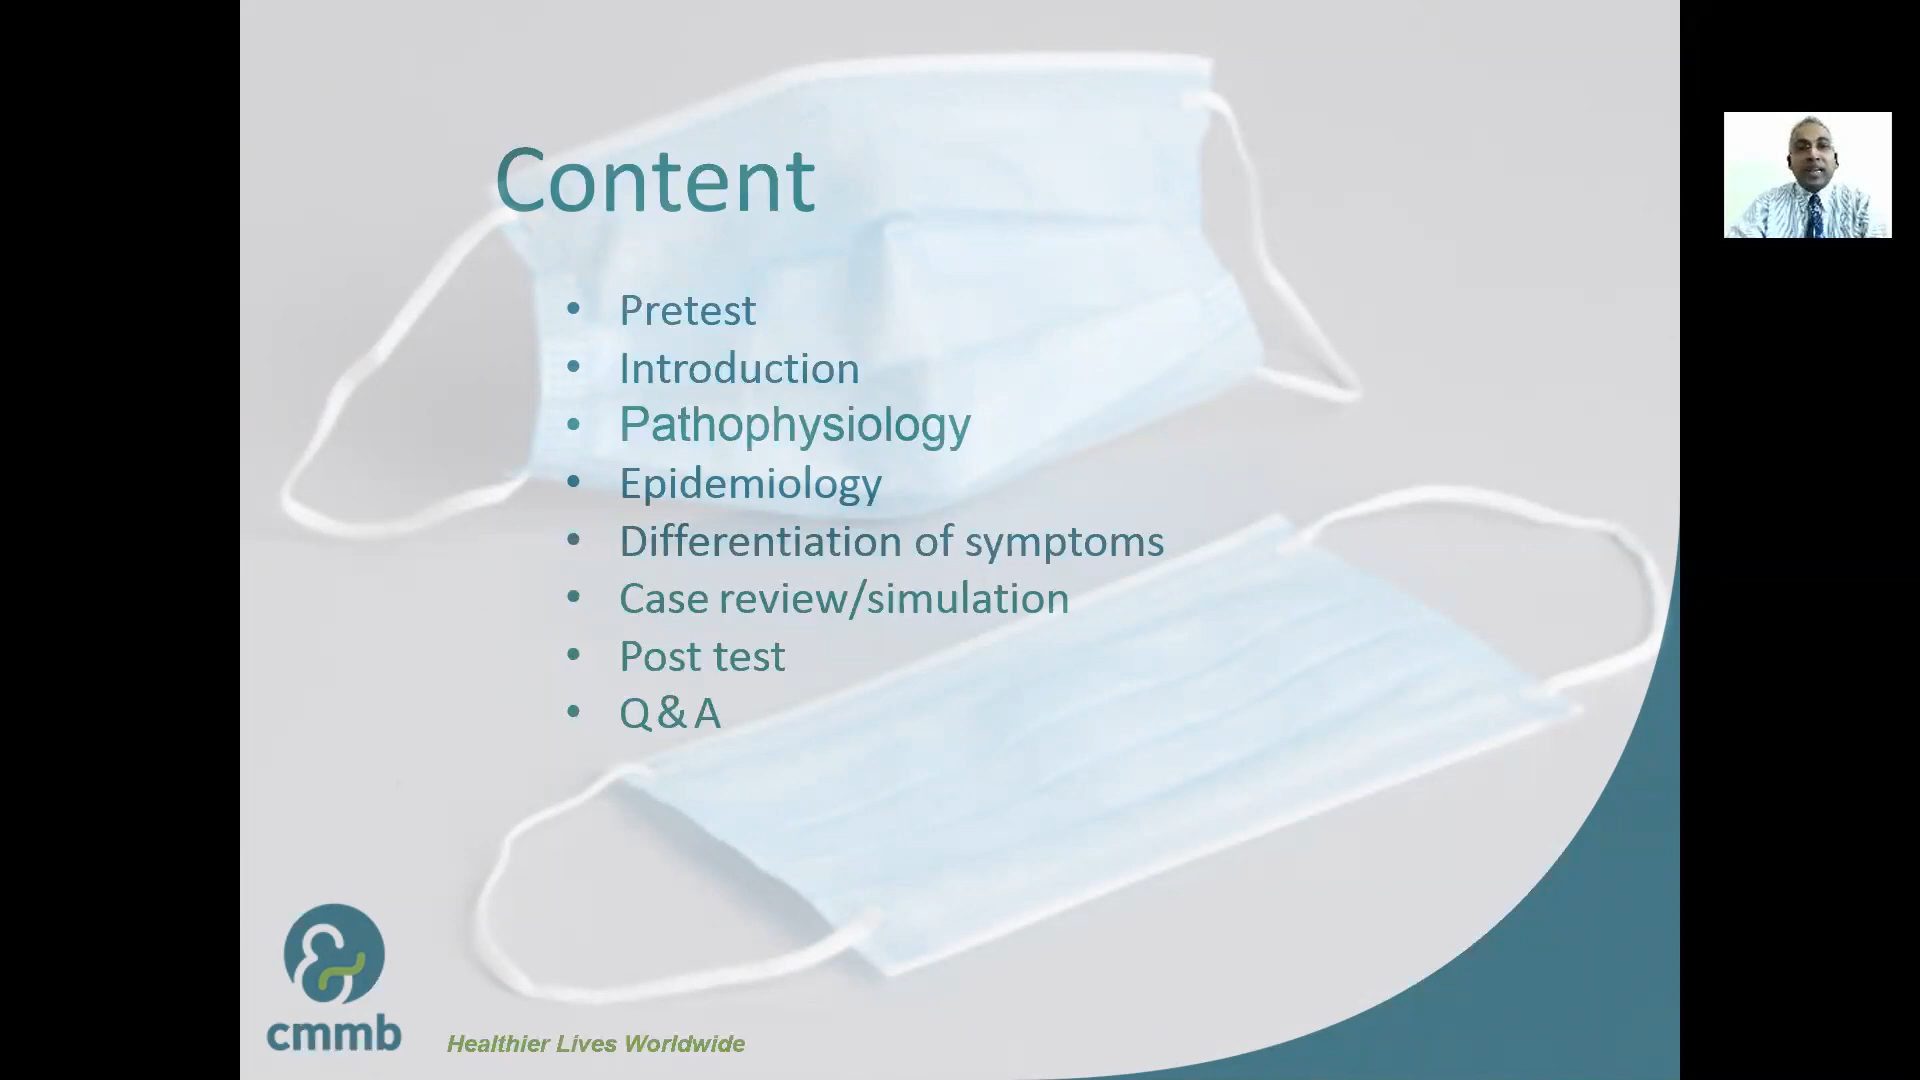 Content
• Pretest
• Introduction
• Pathophysiology
• Epidemiology
• Differentiation of symptoms
• Case review/simulation
• Post test
• Q & A
cmmb
Healthier Lives Worldwide